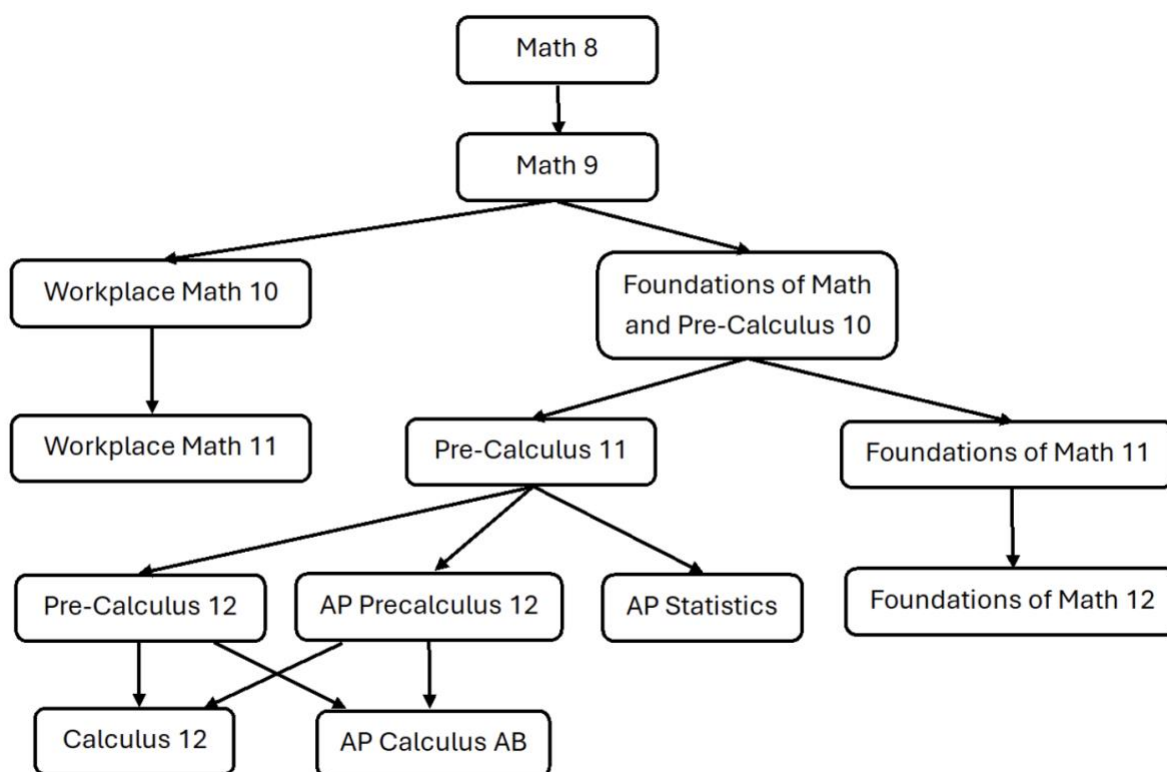 Math 8
Math 9
Workplace Math 10
Foundations of Math
and Pre-Calculus 10
Workplace Math 11
Pre-Calculus 11
Foundations of Math 11
Pre-Calculus 12
AP Precalculus 12
AP Statistics
Foundations of Math 12
Calculus 12
AP Calculus AB